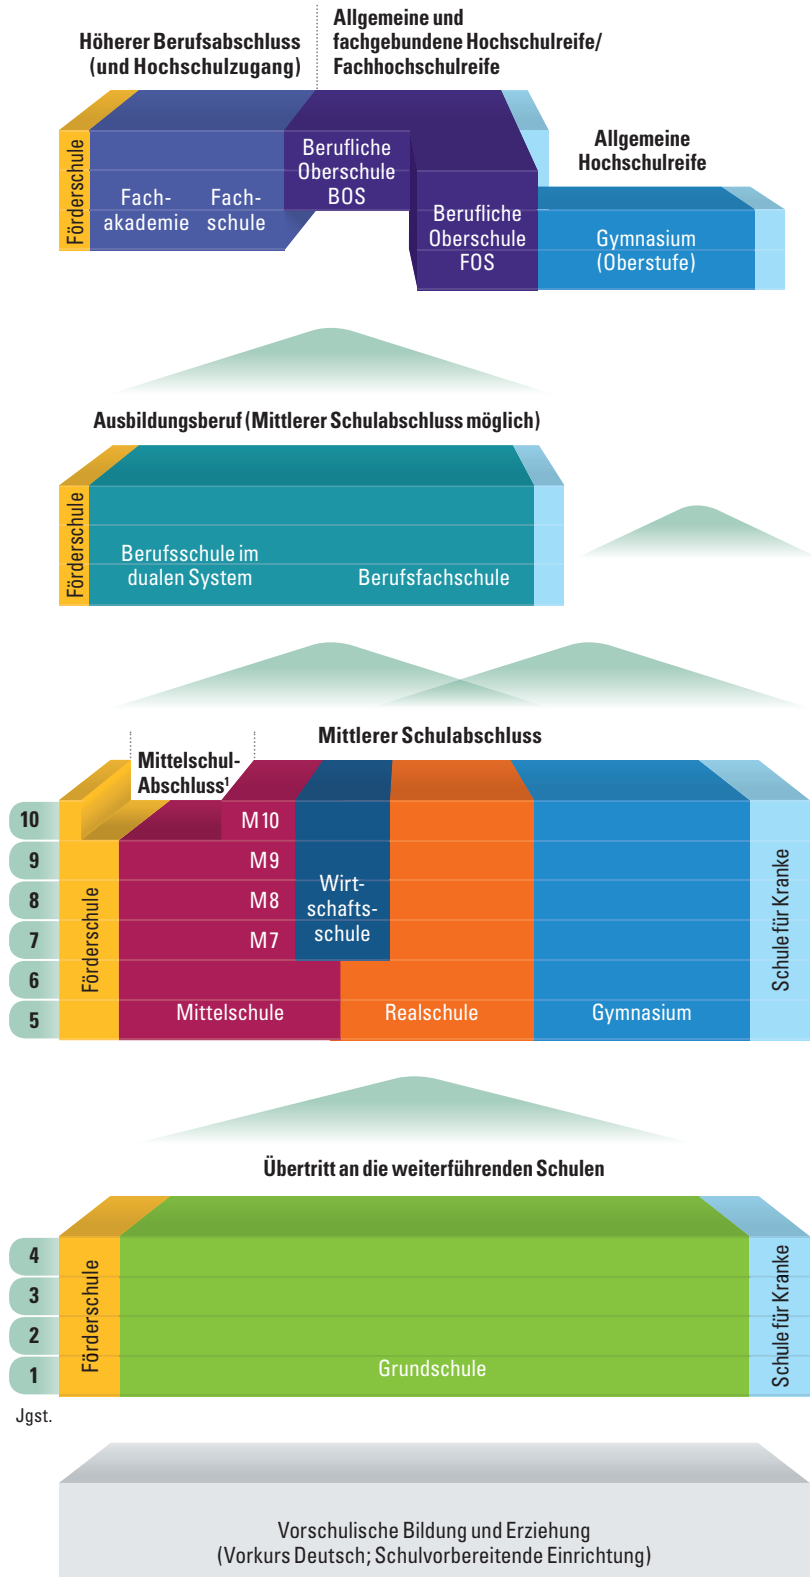 Höherer Berufsabschluss
(und Hochschulzugang)
Allgemeine und
fachgebundene Hochschulreife/
Fachhochschulreife
Allgemeine
Hochschulreife
Förderschule
Fach-
akademie
Fach-
schule
Berufliche
Oberschule
BOS
Berufliche
Oberschule
FOS
Gymnasium
(Oberstufe)
Ausbildungsberuf (Mittlerer Schulabschluss möglich)
Förderschule
Berufsschule im
dualen System
Berufsfachschule
Mittlerer Schulabschluss
Mittelschul-
Abschluss¹
10
9
8
7
6
5
Förderschule
M10
M9
M8
M7
Mittelschule
Wirt-
schafts-
schule
Realschule
Gymnasium
Schule für Kranke
Übertritt an die weiterführenden Schulen
4
3
2
1
Jgst.
Förderschule
Grundschule
Schule für Kranke
Vorschulische Bildung und Erziehung
(Vorkurs Deutsch; Schulvorbereitende Einrichtung)